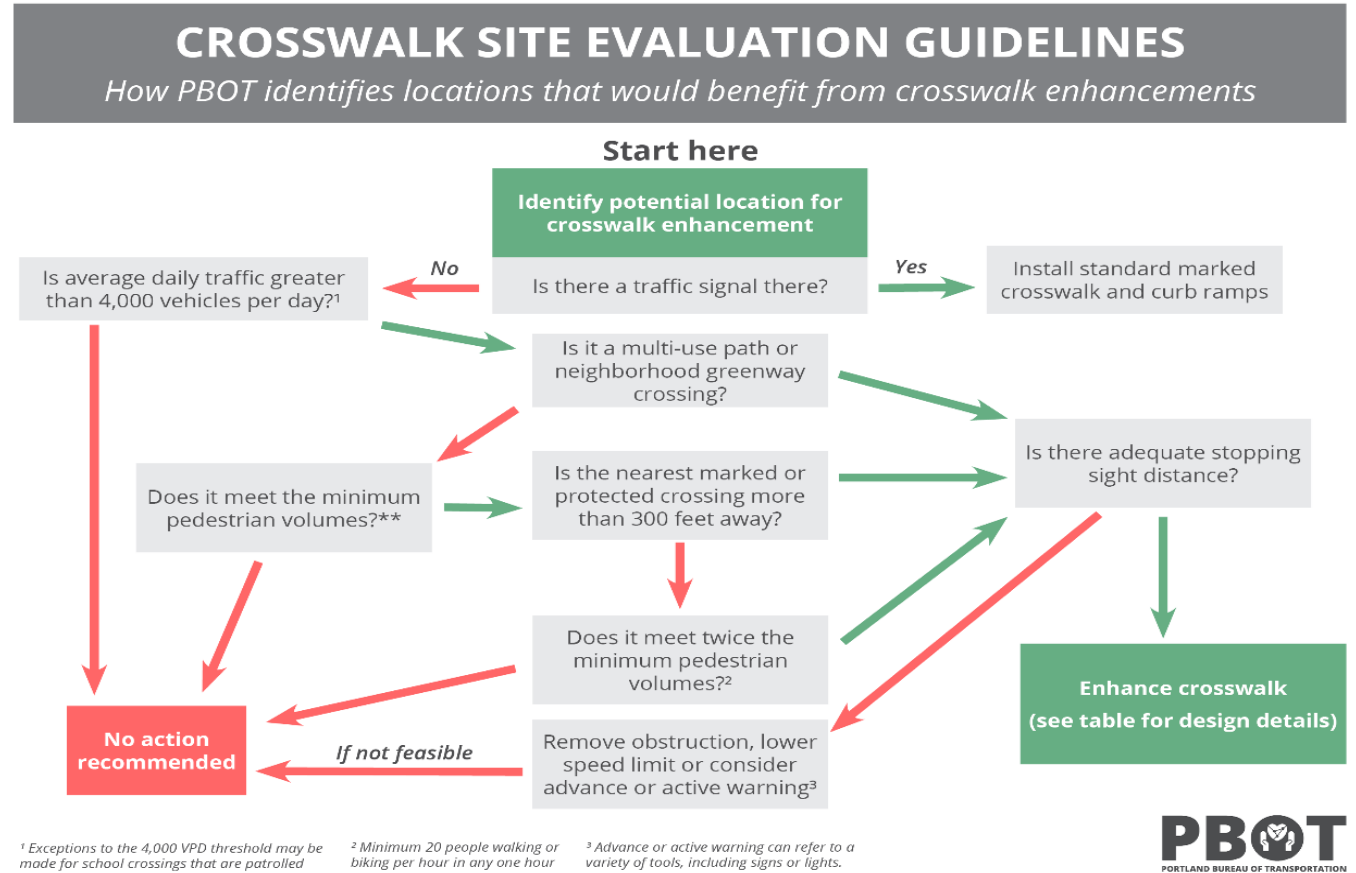 CROSSWALK SITE EVALUATION GUIDELINES
How PBOT identifies locations that would benefit from crosswalk enhancements
Start here
Identify potential location for
crosswalk enhancement
Is there a traffic signal there?
No
Yes
Is average daily traffic greater
than 4,000 vehicles per day?¹
Install standard marked
crosswalk and curb ramps
Is it a multi-use path or
neighborhood greenway
crossing?
Is there adequate stopping
sight distance?
Does it meet the minimum
pedestrian volumes?**
Is the nearest marked or
protected crossing more
than 300 feet away?
Does it meet twice the
minimum pedestrian
volumes?²
Enhance crosswalk
(see table for design details)
No action
recommended
If not feasible
Remove obstruction, lower
speed limit or consider
advance or active warning³
¹ Exceptions to the 4,000 VPD threshold may be
made for school crossings that are patrolled
² Minimum 20 people walking or
biking per hour in any one hour
³ Advance or active warning can refer to a
variety of tools, including signs or lights.
PBOT
PORTLAND BUREAU OF TRANSPORTATION